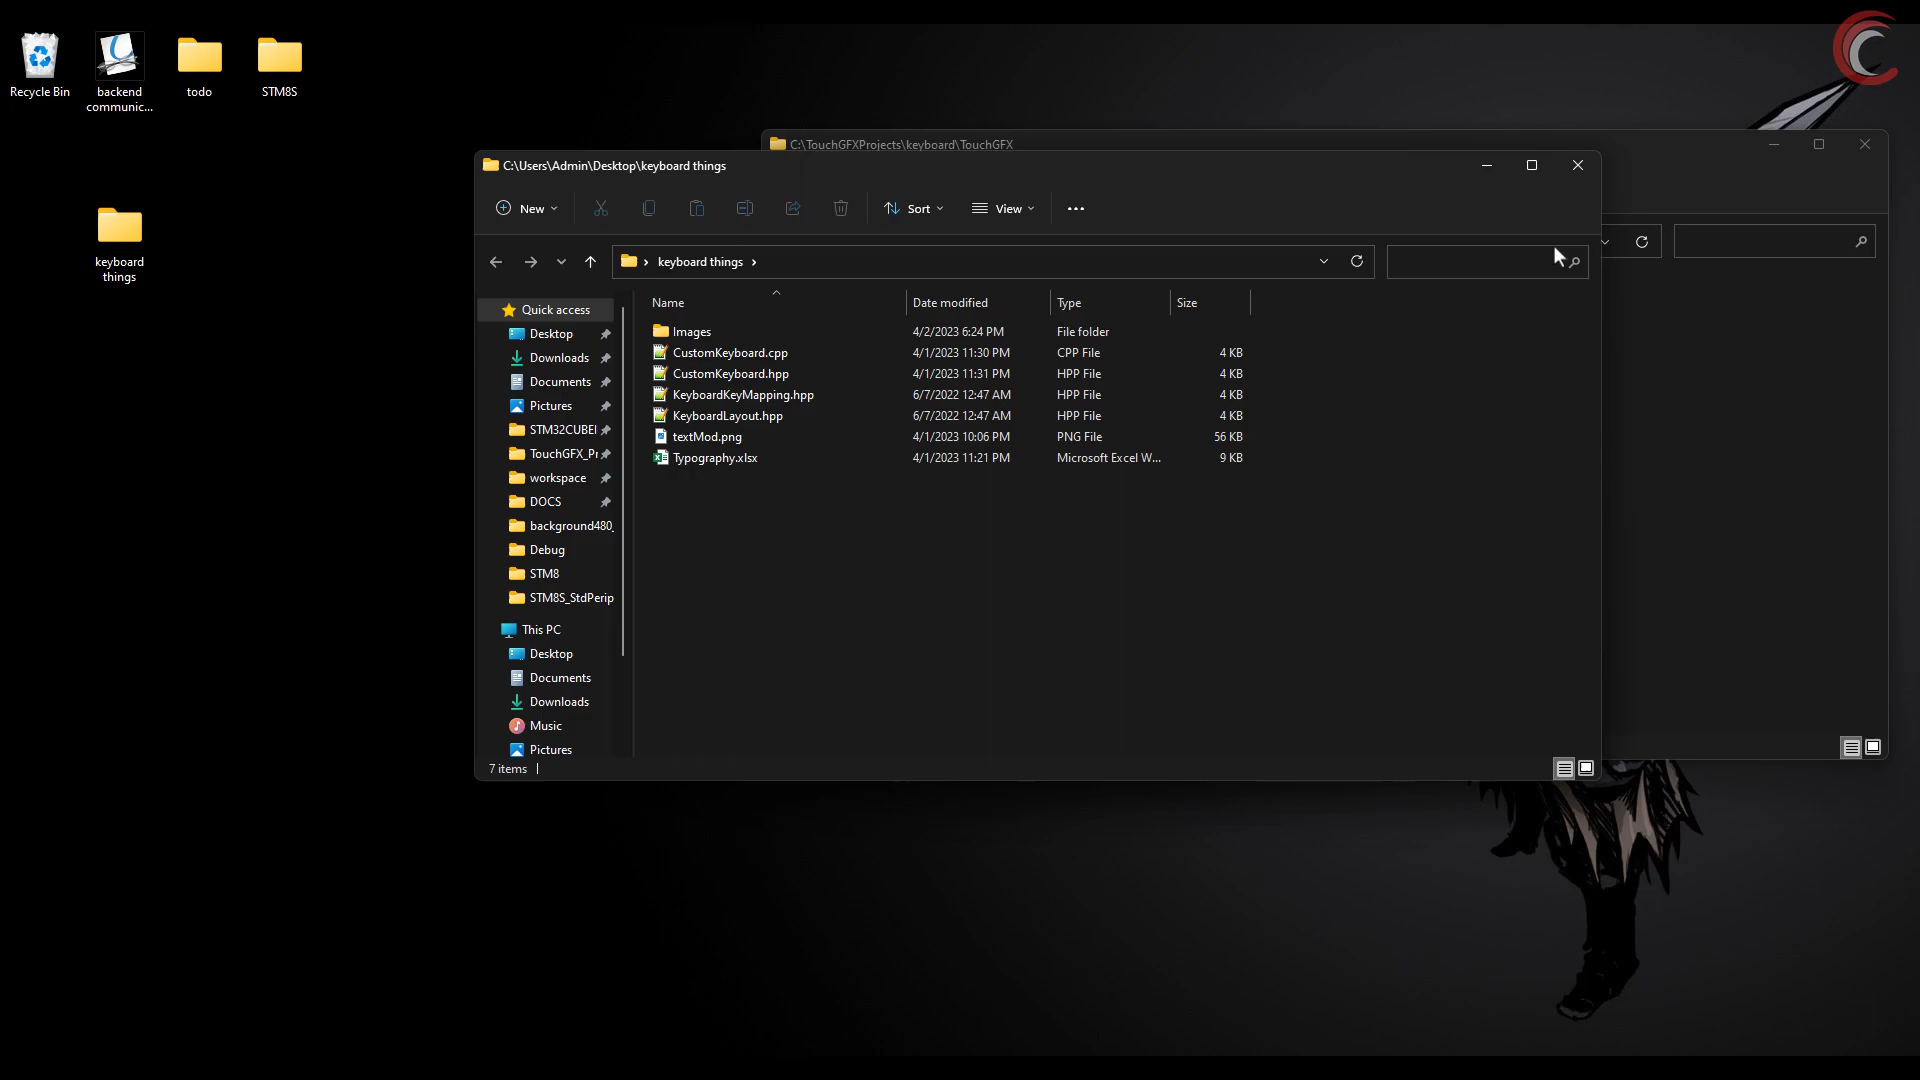 Recycle Bin
backend
communic...
todo
STM8S
keyboard
things
C:\TouchGFXProjects\keyboard\TouchGFX
C:\Users\Admin\Desktop\keyboard things
New
Sort
View
keyboard things
Name
Date modified
Type
Size
Images
4/2/2023 6:24 PM
File folder
CustomKeyboard.cpp
4/1/2023 11:30 PM
CPP File
4 KB
CustomKeyboard.hpp
4/1/2023 11:31 PM
HPP File
4 KB
KeyboardKeyMapping.hpp
6/7/2022 12:47 AM
HPP File
4 KB
KeyboardLayout.hpp
6/7/2022 12:47 AM
HPP File
4 KB
textMod.png
4/1/2023 10:06 PM
PNG File
56 KB
Typography.xlsx
4/1/2023 11:21 PM
Microsoft Excel W...
9 KB
Quick access
Desktop
Downloads
Documents
Pictures
STM32CUBEI
TouchGFX_Pr
workspace
DOCS
background480_
Debug
STM8
STM8S_StdPerip
This PC
Desktop
Documents
Downloads
Music
Pictures
7 items